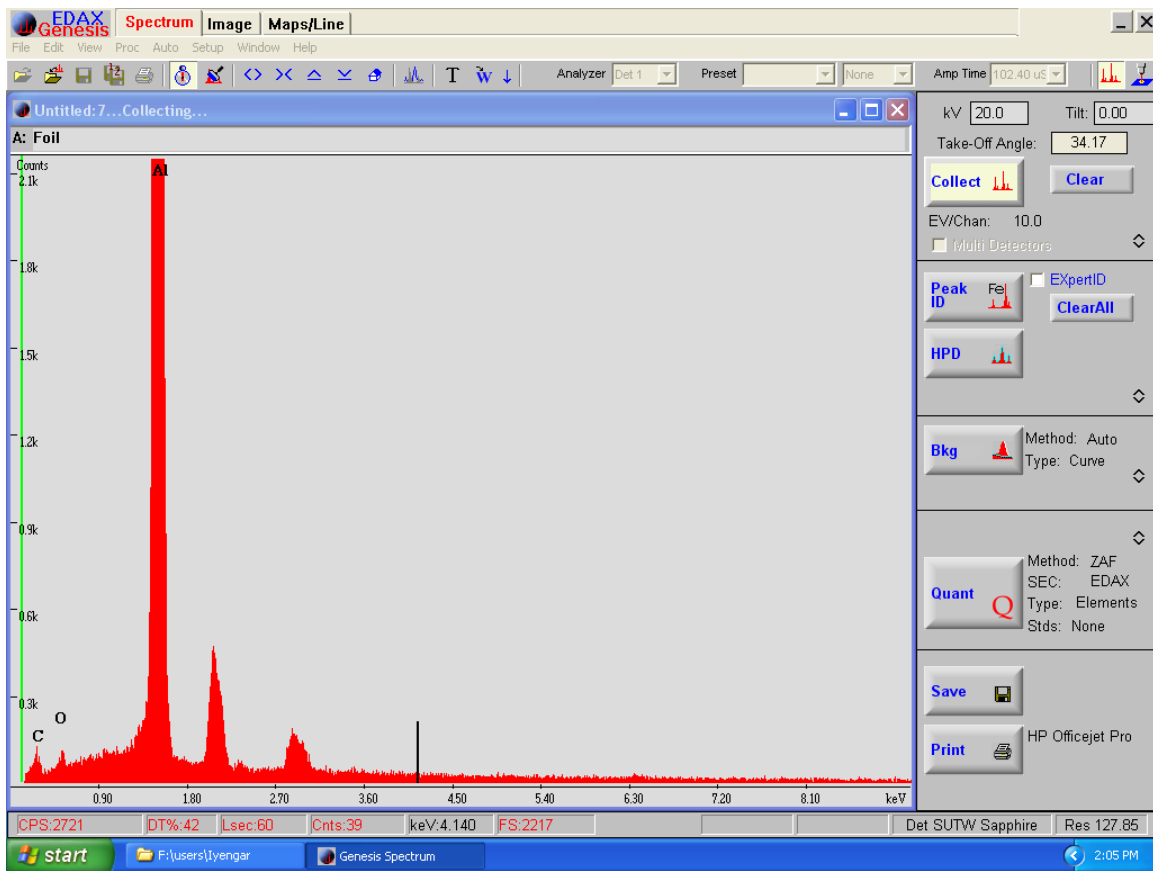 EDAX
Genesis
Spectrum Image Maps/Line
File Edit View Proc Auto Setup Window Help
T w Analyzer Det 1 Preset None Amp Time 102.40 uS
Untitled:7...Collecting...
A: Foil
Counts
2.1k
1.8k
1.5k
1.2k
0.9k
0.6k
0.3k
Al
O
C
0.90 1.80 2.70 3.60 4.50 5.40 6.30 7.20 8.10 keV
kV 20.0 Tilt: 0.00
Take-Off Angle: 34.17
Collect Clear
EV/Chan: 10.0
Multi Detectors
Peak ID Fe EXpertID
ClearAll
HPD
Bkg Method: Auto
Type: Curve
Quant Q Method: ZAF
SEC: EDAX
Type: Elements
Stds: None
Save
Print HP Officejet Pro
CPS:2721 DT%:42 Lsec:60 Cnts:39 keV:4.140 FS:2217 Det SUTW Sapphire Res 127.85
start F:\users\Iyengar Genesis Spectrum 2:05 PM